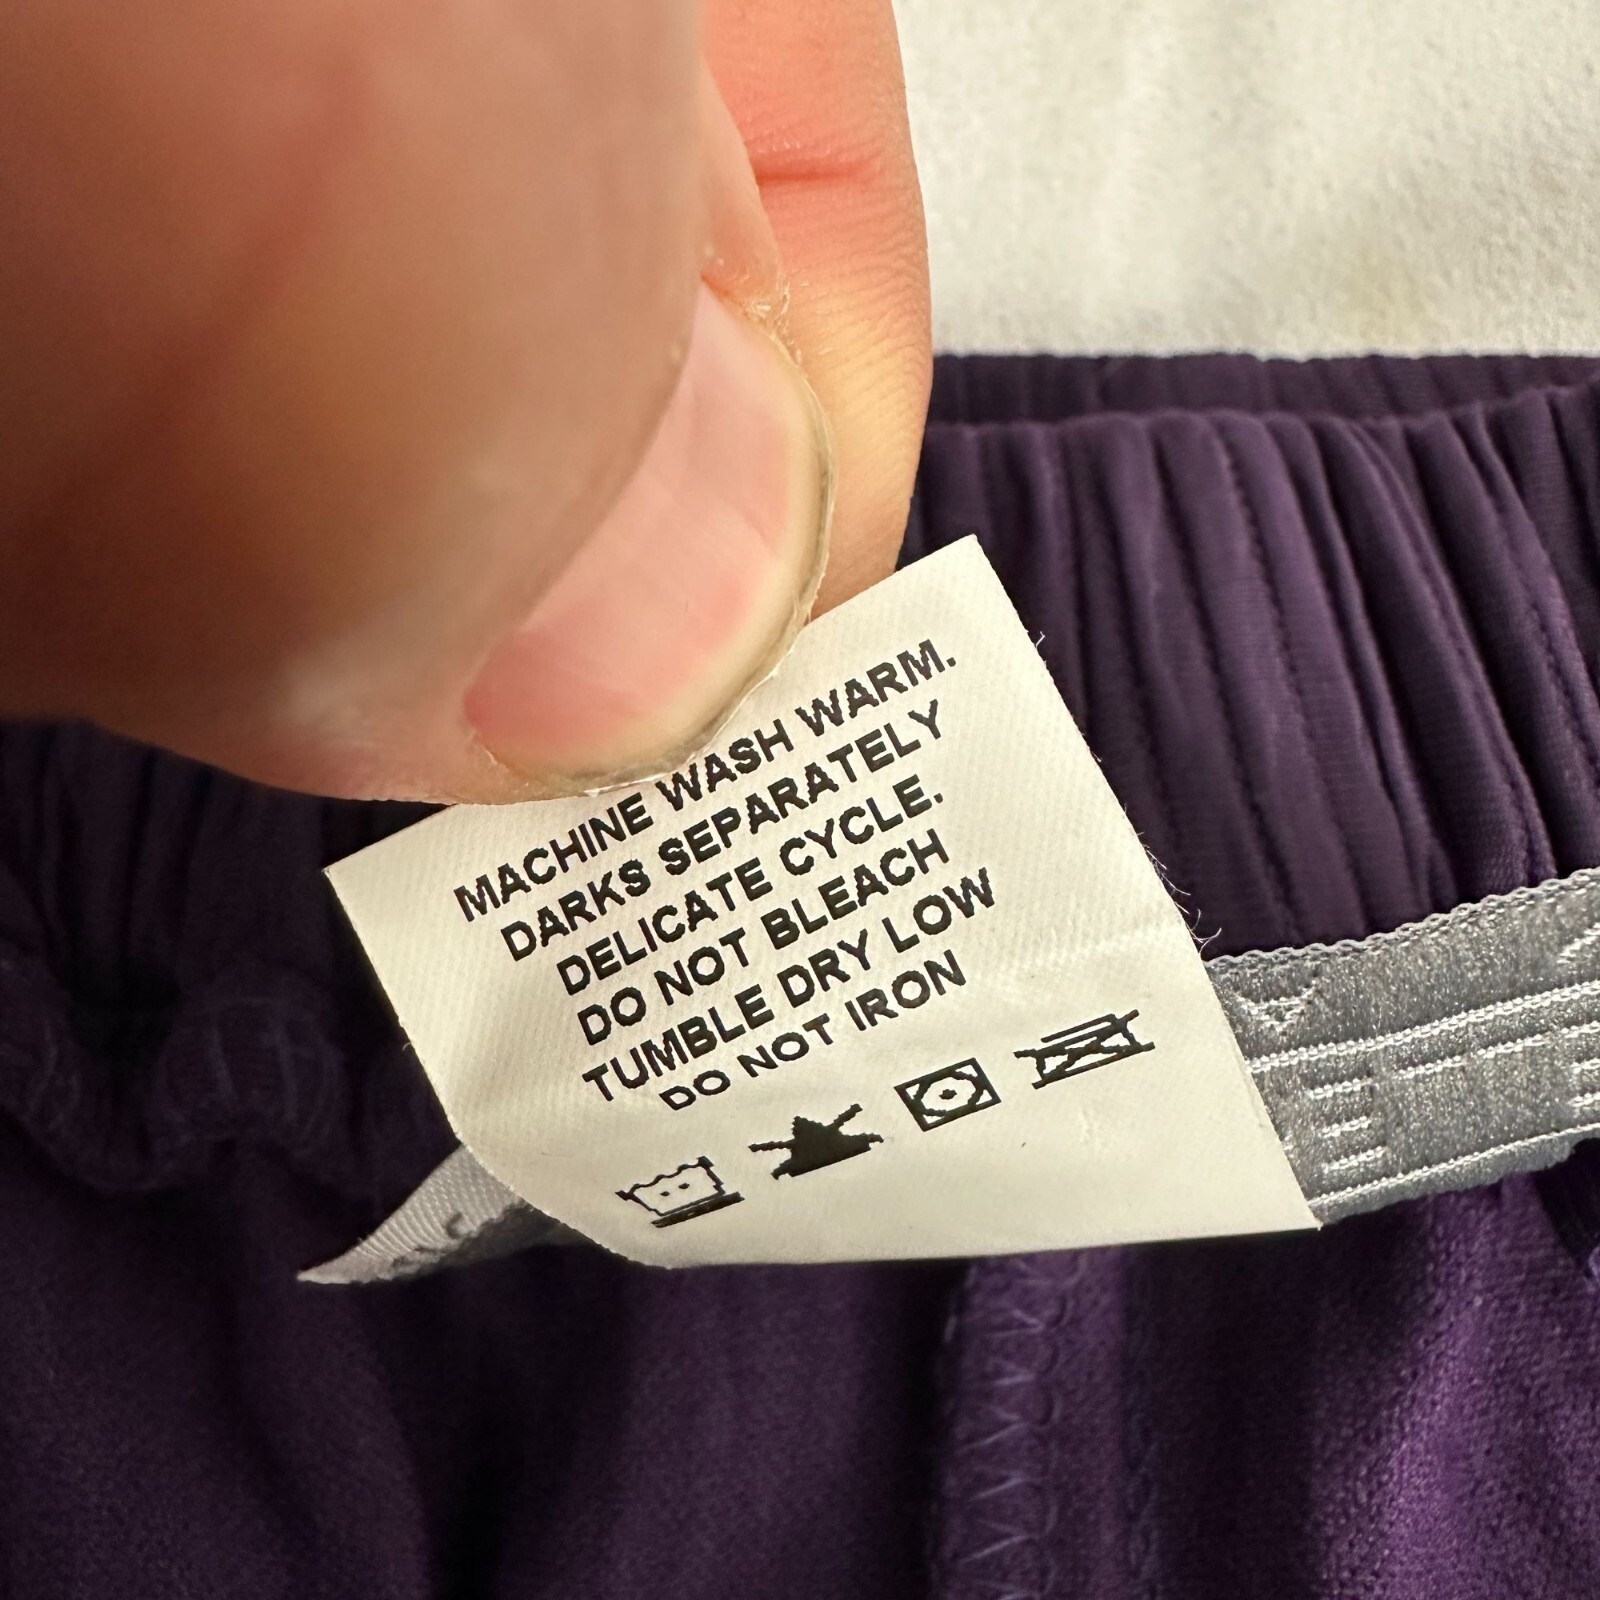 MACHINE WASH WARM.
DARKS SEPARATELY
DELICATE CYCLE.
DO NOT BLEACH
TUMBLE DRY LOW
DO NOT IRON